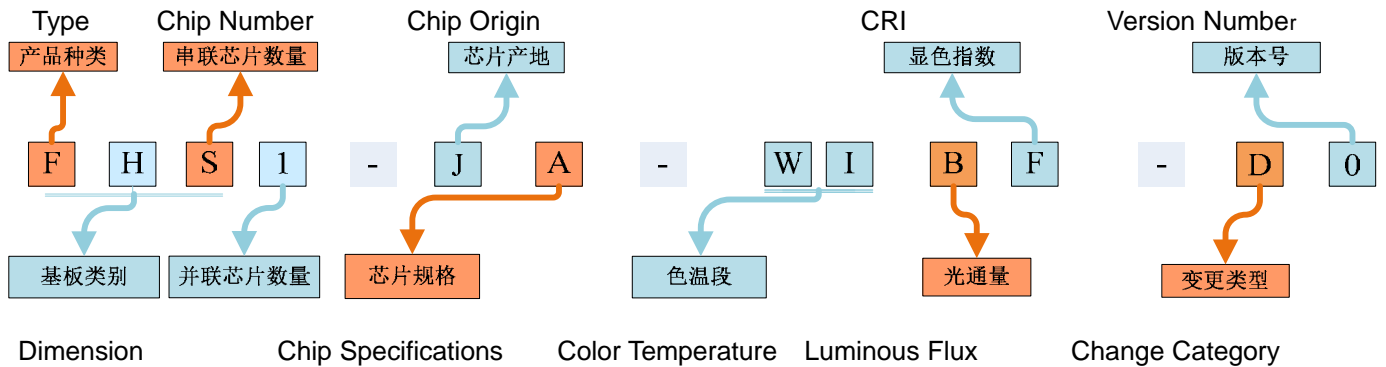 Type Chip Number Chip Origin CRI Version Number
产品种类 串联芯片数量 芯片产地 显色指数 版本号
F H S 1 - J A - W I B F - D 0
基板类别 并联芯片数量 芯片规格 色温段 光通量 变更类型
Dimension Chip Specifications Color Temperature Luminous Flux Change Category